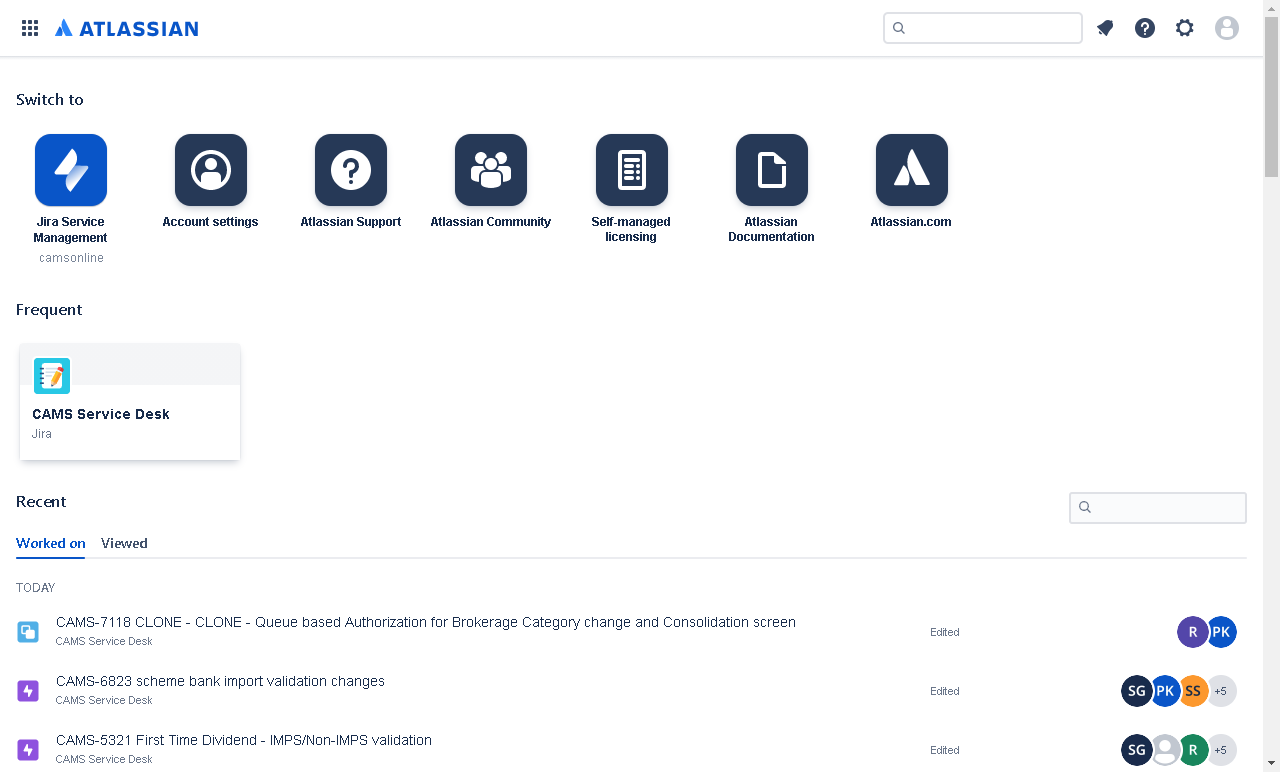 ATLASSIAN
Switch to
Jira Service
Management
camsonline
Account settings
Atlassian Support
Atlassian Community
Self-managed
licensing
Atlassian
Documentation
Atlassian.com
Frequent
CAMS Service Desk
Jira
Recent
Worked on
Viewed
TODAY
CAMS-7118 CLONE - CLONE - Queue based Authorization for Brokerage Category change and Consolidation screen
CAMS Service Desk
Edited
R PK
CAMS-6823 scheme bank import validation changes
CAMS Service Desk
Edited
SG PK SS +5
CAMS-5321 First Time Dividend - IMPS/Non-IMPS validation
CAMS Service Desk
Edited
SG R +5